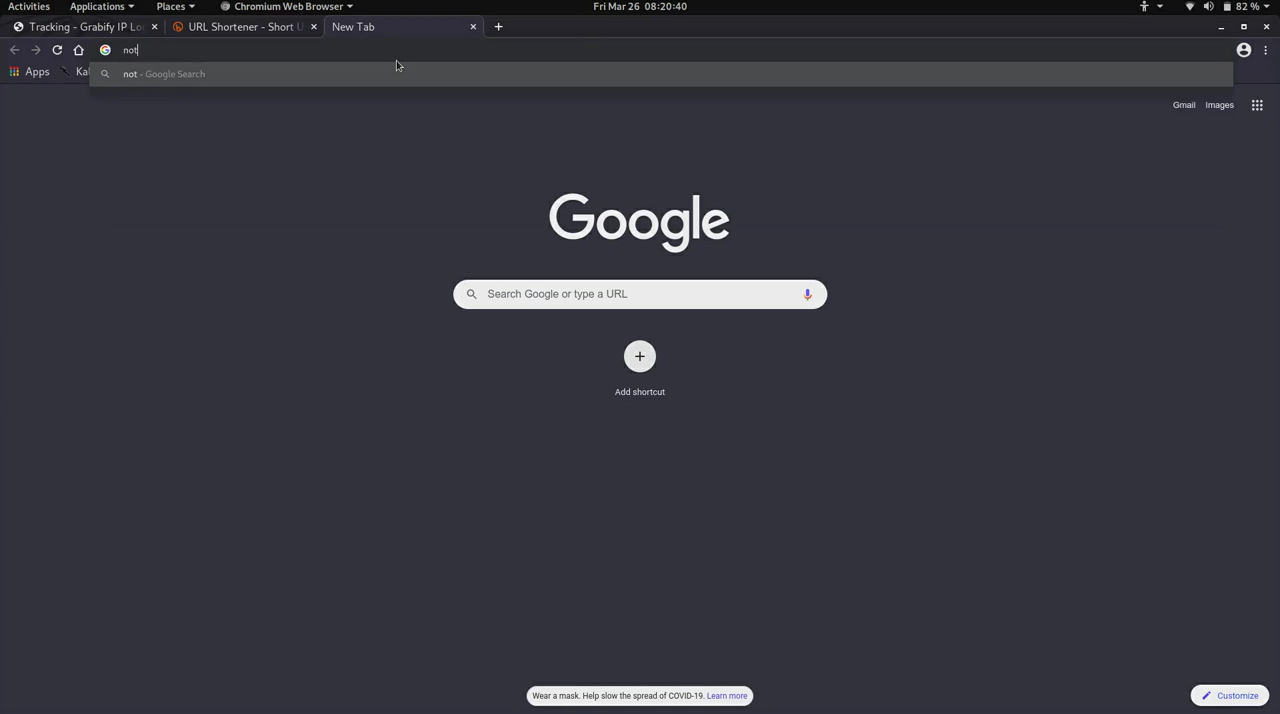 Activities Applications Places Chromium Web Browser Fri Mar 26 08:20:40 82 %
Tracking - Grabify IP Lo URL Shortener - Short U New Tab
not
Apps Kal
not - Google Search
Gmail Images
Google
Search Google or type a URL
Add shortcut
Wear a mask. Help slow the spread of COVID-19. Learn more
Customize